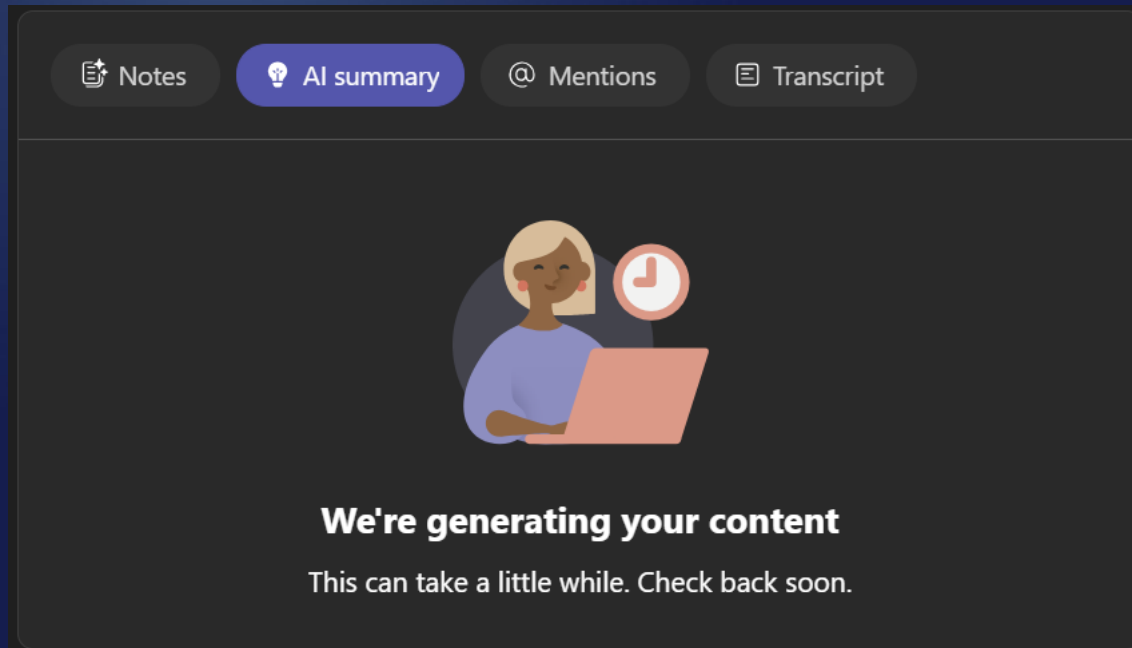 Notes
AI summary
Mentions
Transcript
We're generating your content
This can take a little while. Check back soon.